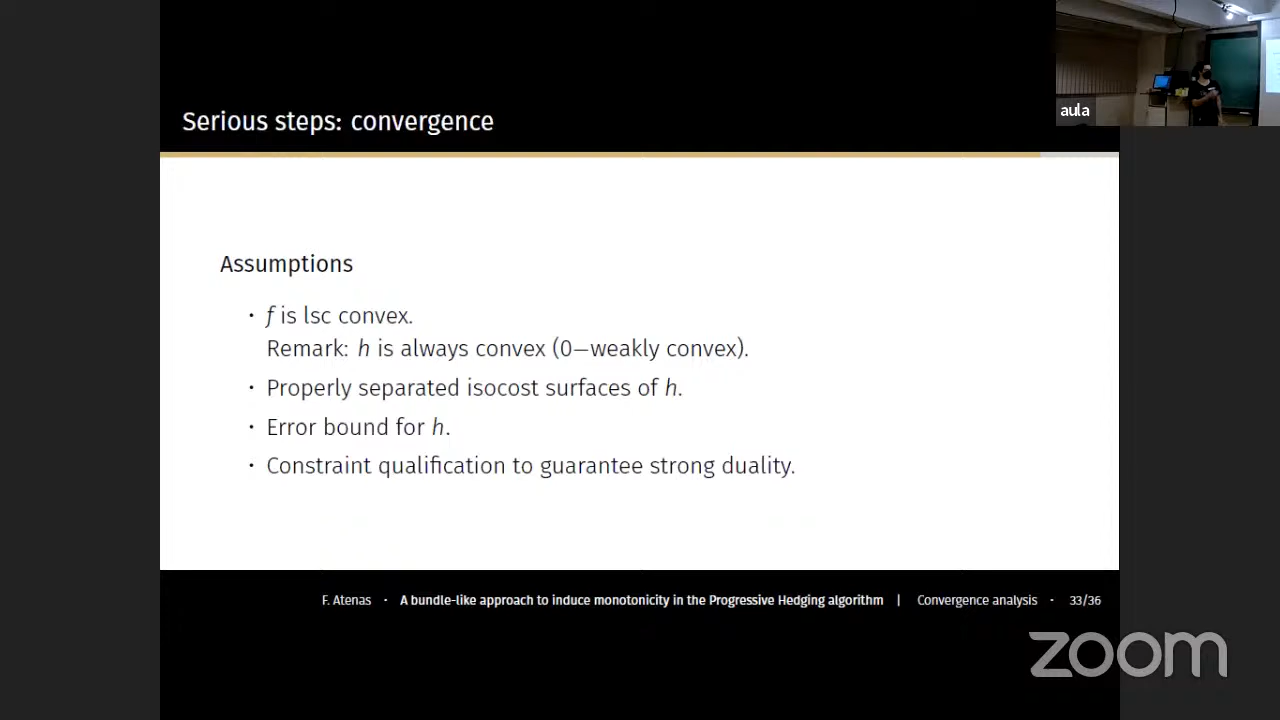 aula
Serious steps: convergence
Assumptions
· f is lsc convex.
Remark: h is always convex (0—weakly convex).
· Properly separated isocost surfaces of h.
· Error bound for h.
· Constraint qualification to guarantee strong duality.
F. Atenas · A bundle-like approach to induce monotonicity in the Progressive Hedging algorithm | Convergence analysis · 33/36
zoom